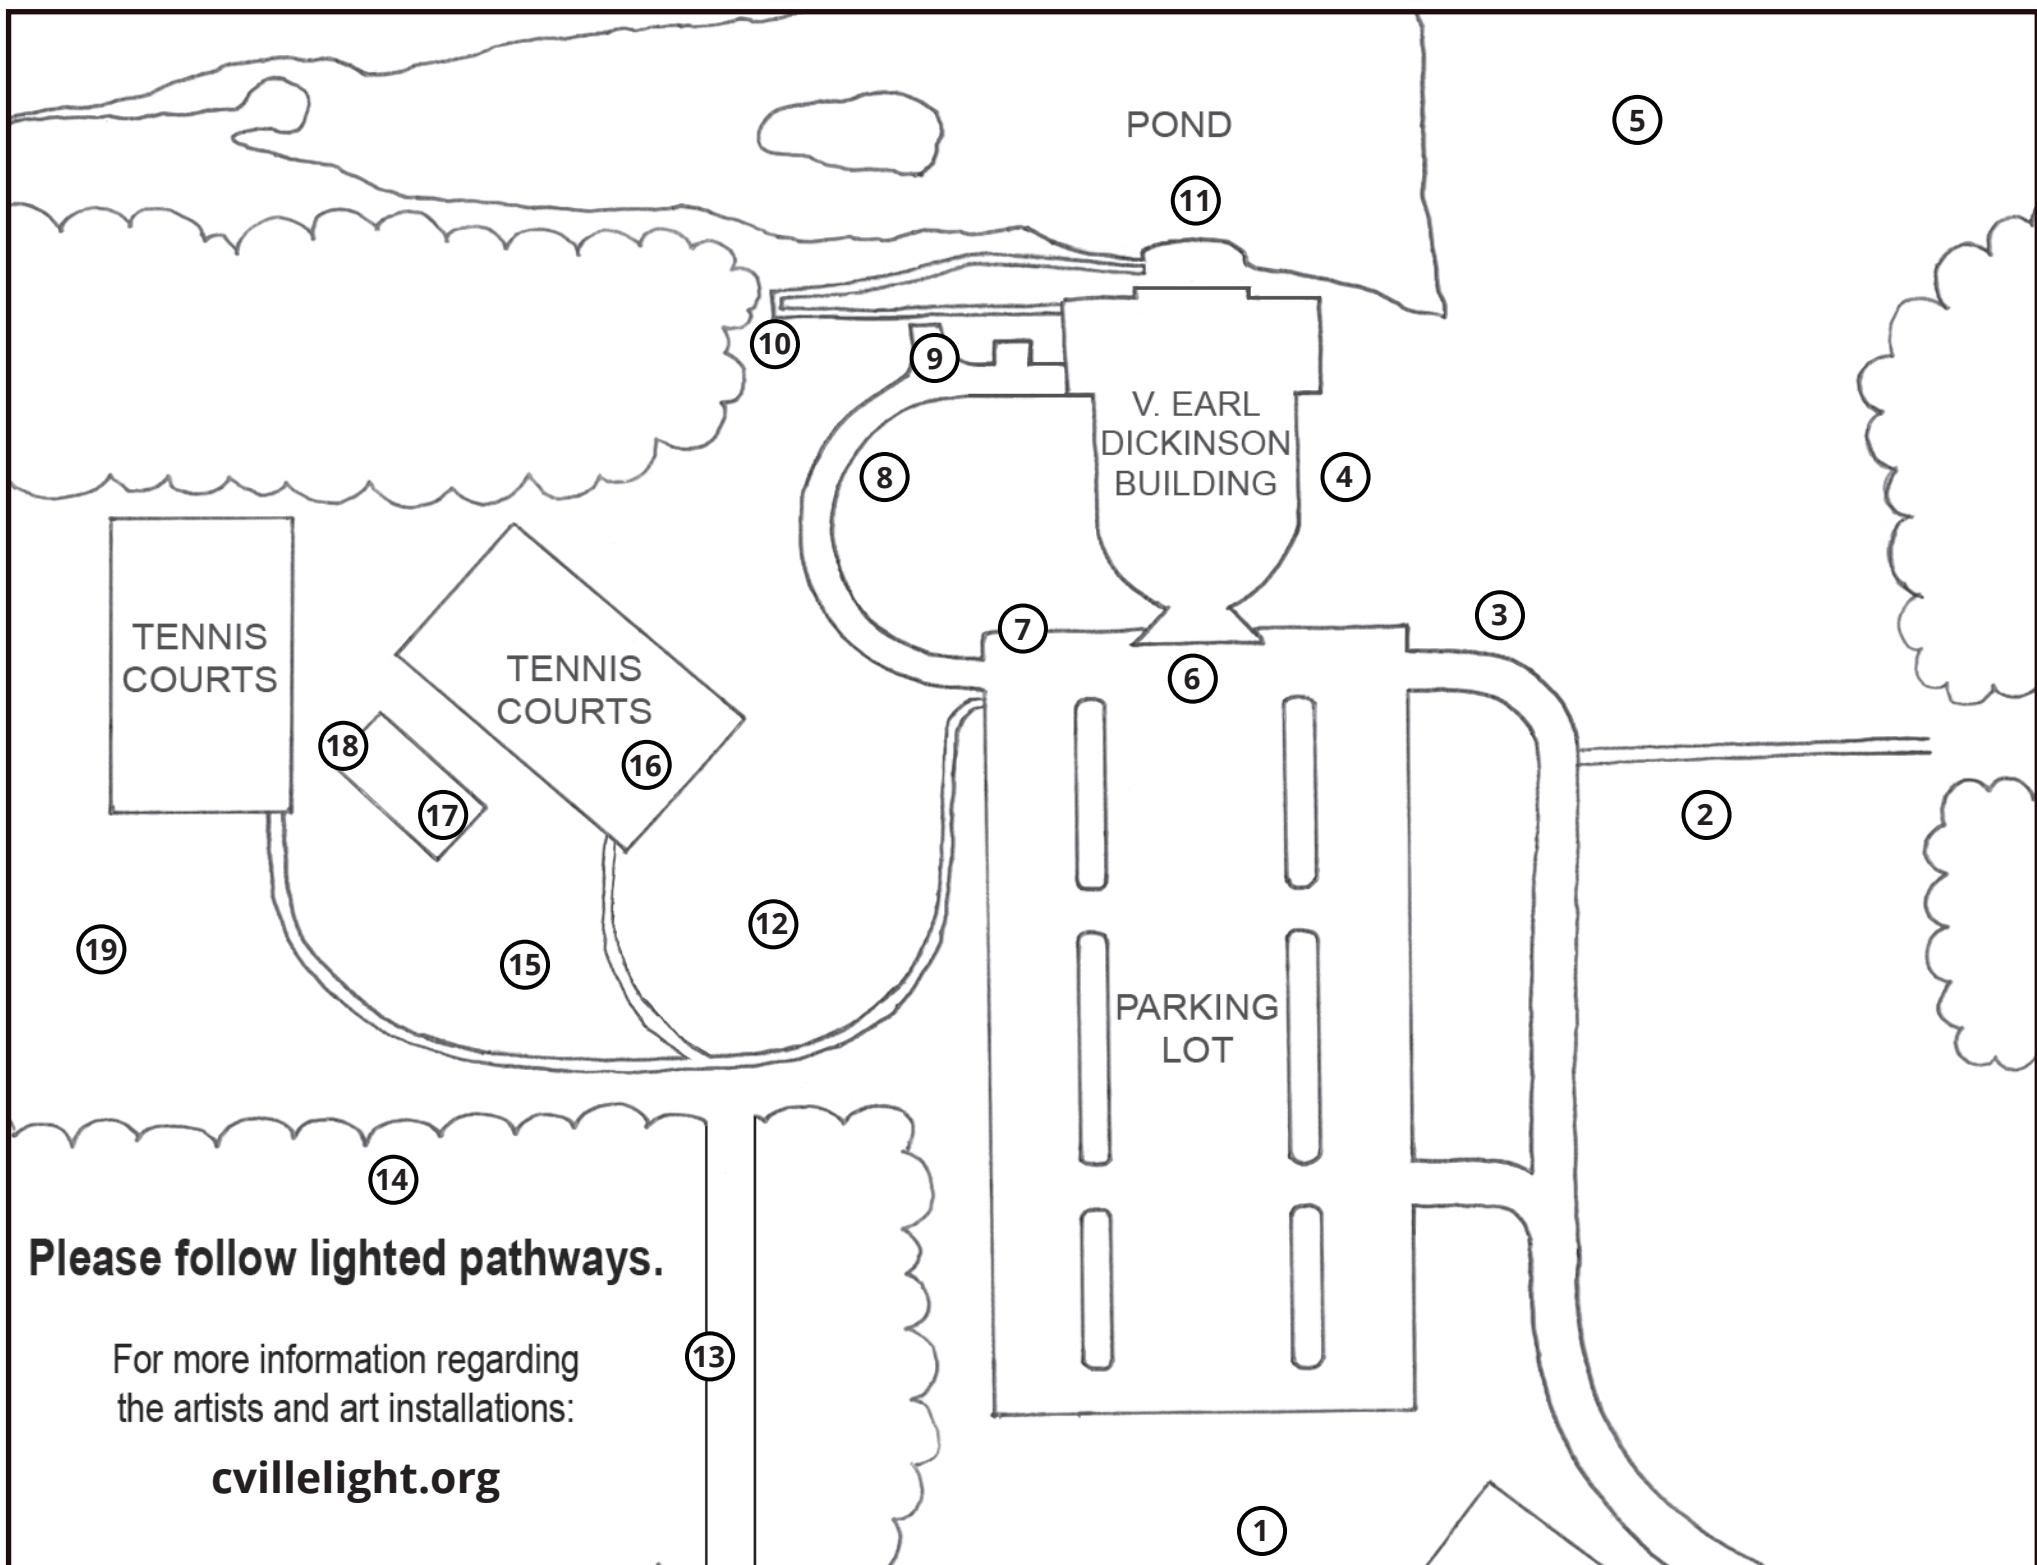 POND
5
11
10
9
V. EARL
DICKINSON
BUILDING
8
4
7
3
6
TENNIS
COURTS
TENNIS
COURTS
18
16
17
2
12
19
15
PARKING
LOT
14
Please follow lighted pathways.
13
For more information regarding
the artists and art installations:
cvillelight.org
1